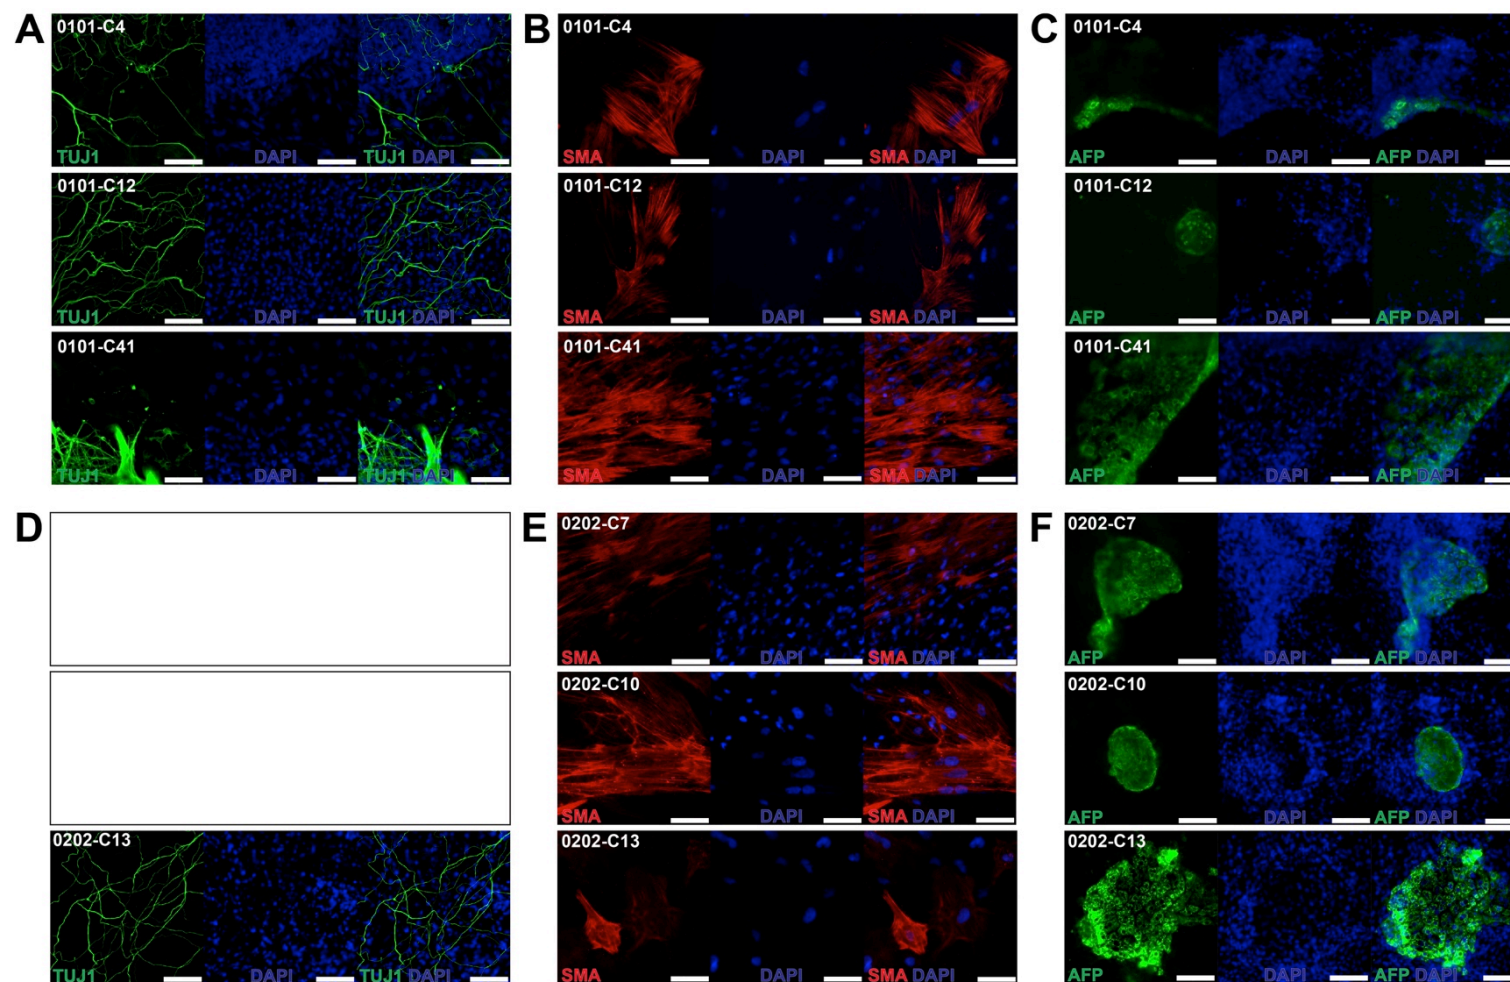 A
0101-C4
TUJ1 DAPI TUJ1 DAPI
0101-C12
TUJ1 DAPI TUJ1 DAPI
0101-C41
TUJ1 DAPI TUJ1 DAPI
B
0101-C4
SMA DAPI SMA DAPI
0101-C12
SMA DAPI SMA DAPI
0101-C41
SMA DAPI SMA DAPI
C
0101-C4
AFP DAPI AFP DAPI
0101-C12
AFP DAPI AFP DAPI
0101-C41
AFP DAPI AFP DAPI
D
0202-C13
TUJ1 DAPI TUJ1 DAPI
E
0202-C7
SMA DAPI SMA DAPI
0202-C10
SMA DAPI SMA DAPI
0202-C13
SMA DAPI SMA DAPI
F
0202-C7
AFP DAPI AFP DAPI
0202-C10
AFP DAPI AFP DAPI
0202-C13
AFP DAPI AFP DAPI